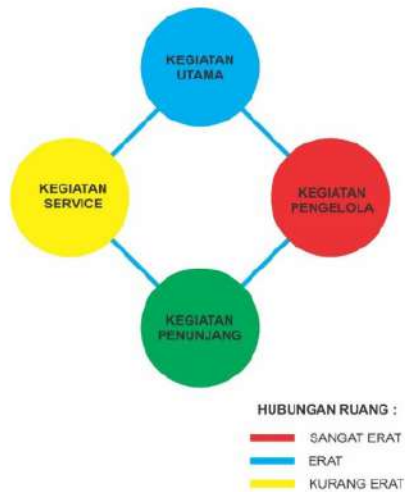 KEGIATAN
UTAMA
KEGIATAN
SERVICE
KEGIATAN
PENGELOLA
KEGIATAN
PENUNJANG
HUBUNGAN RUANG :
SANGAT ERAT
ERAT
KURANG ERAT